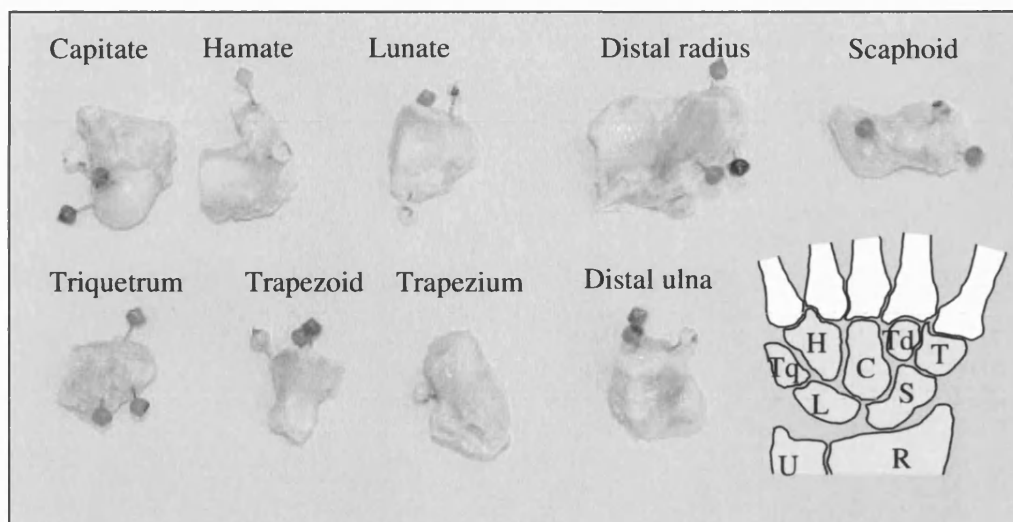 Capitate Hamate Lunate Distal radius Scaphoid
Triquetrum Trapezoid Trapezium Distal ulna
H C Td T
Tq L S
U R